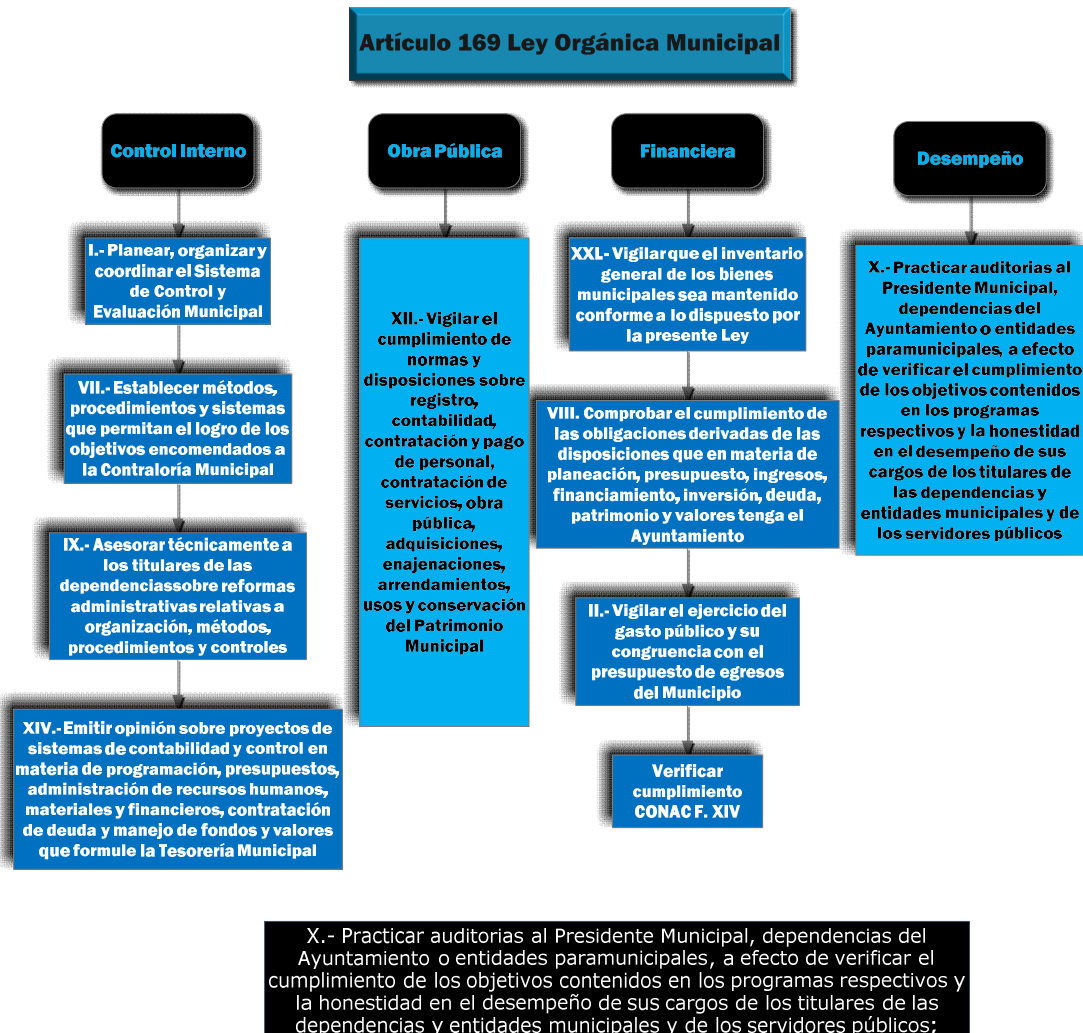 Artículo 169 Ley Orgánica Municipal
Control Interno
I.- Planear, organizar y
coordinar el Sistema
de Control y
Evaluación Municipal
VII.- Establecer métodos,
procedimientos y sistemas
que permitan el logro de los
objetivos encomendados a
la Contraloría Municipal
IX.- Asesorar técnicamente a
los titulares de las
dependenciassobre reformas
administrativas relativas a
organización, métodos,
procedimientos y controles
XIV.- Emitir opinión sobre proyectos de
sistemas de contabilidad y control en
materia de programación, presupuestos,
administración de recursos humanos,
materiales y financieros, contratación
de deuda y manejo de fondos y valores
que formule la Tesorería Municipal
Obra Pública
XII.- Vigilar el
cumplimiento de
normas y
disposiciones sobre
registro,
contabilidad,
contratación y pago
de personal,
contratación de
servicios, obra
pública,
adquisiciones,
enajenaciones,
arrendamientos,
usos y conservación
del Patrimonio
Municipal
Financiera
XXI.- Vigilar que el inventario
general de los bienes
municipales sea mantenido
conforme a lo dispuesto por
la presente Ley
VIII. Comprobar el cumplimiento de
las obligaciones derivadas de las
disposiciones que en materia de
planeación, presupuesto, ingresos,
financiamiento, inversión, deuda,
patrimonio y valores tenga el
Ayuntamiento
II.- Vigilar el ejercicio del
gasto público y su
congruencia con el
presupuesto de egresos
del Municipio
Verificar
cumplimiento
CONAC F. XIV
Desempeño
X.- Practicar auditorias al
Presidente Municipal,
dependencias del
Ayuntamiento o entidades
paramunicipales, a efecto
de verificar el cumplimiento
de los objetivos contenidos
en los programas
respectivos y la honestidad
en el desempeño de sus
cargos de los titulares de
las dependencias y
entidades municipales y de
los servidores públicos
X.- Practicar auditorias al Presidente Municipal, dependencias del
Ayuntamiento o entidades paramunicipales, a efecto de verificar el
cumplimiento de los objetivos contenidos en los programas respectivos y
la honestidad en el desempeño de sus cargos de los titulares de las
dependencias y entidades municipales y de los servidores públicos;